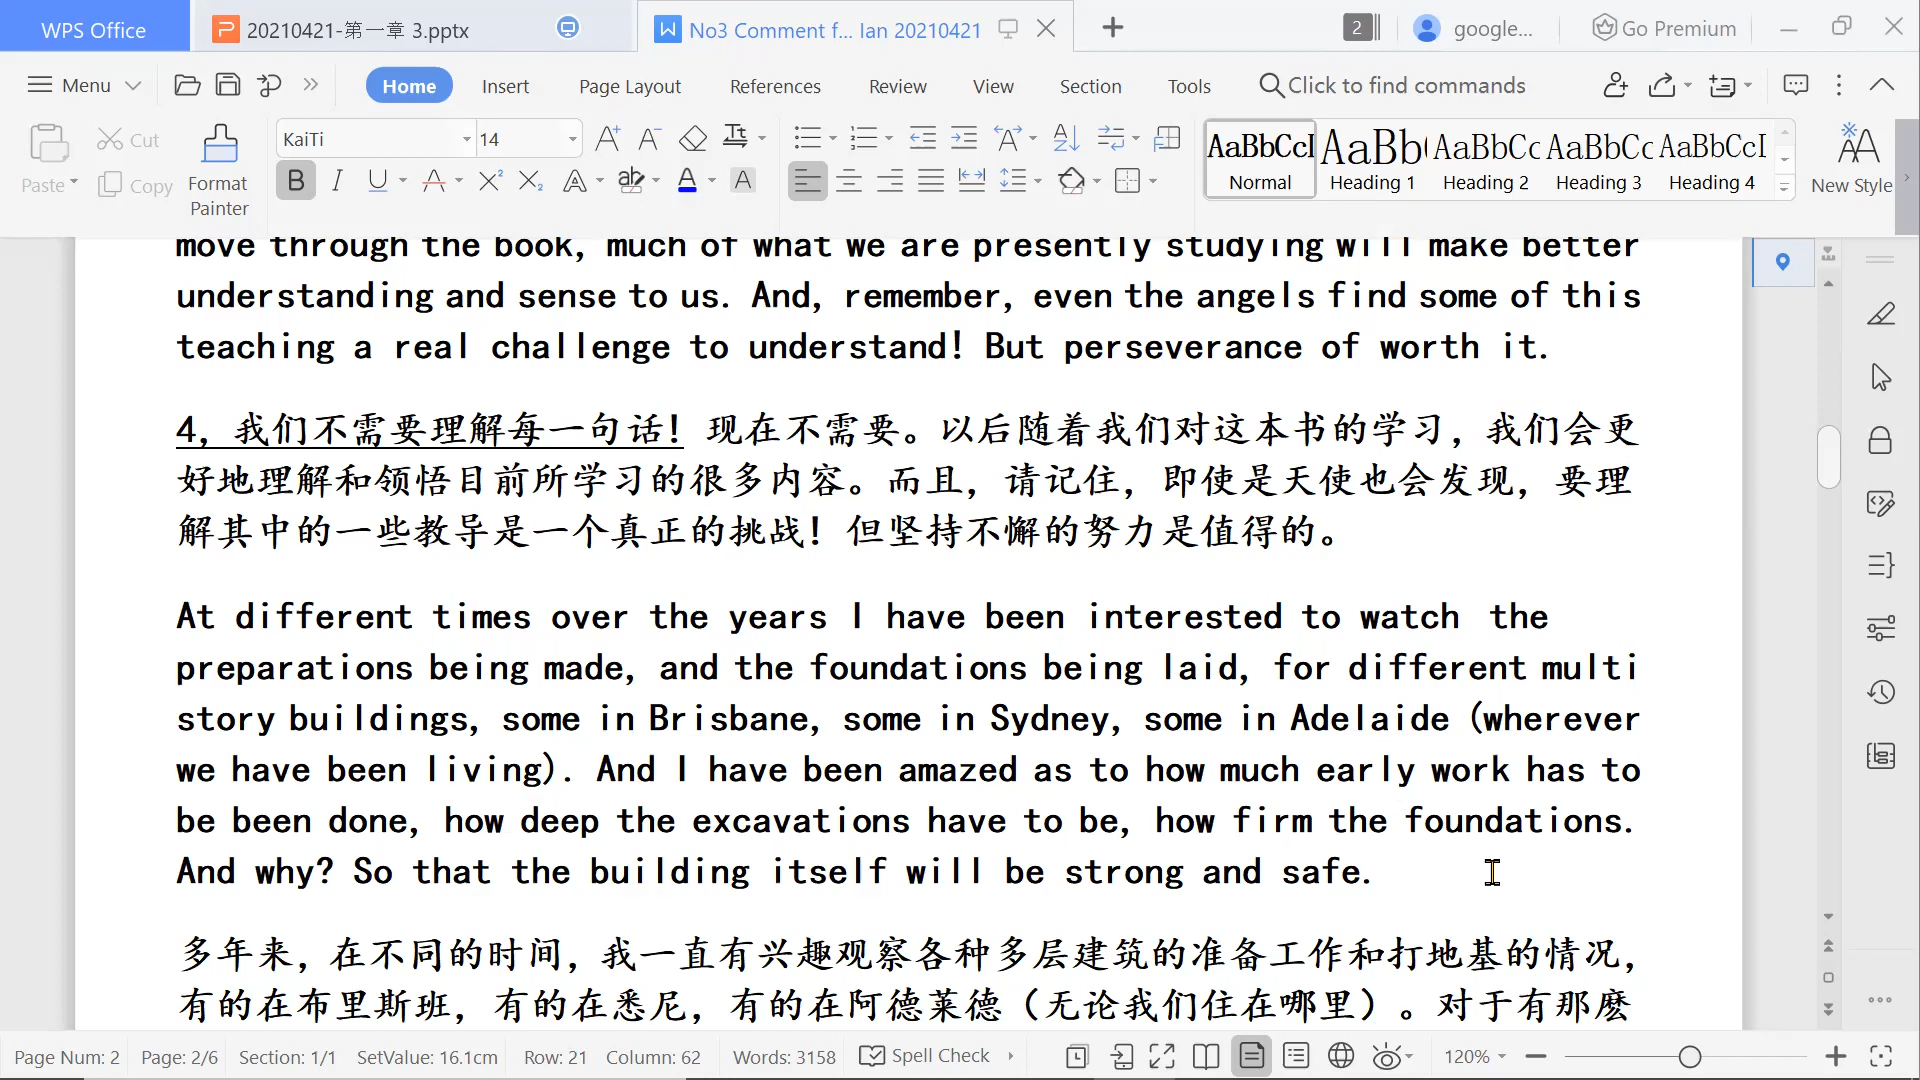 WPS Office
20210421-第一章 3.pptx
No3 Comment f... Ian 20210421
2
google...
Go Premium
Menu
Home
Insert
Page Layout
References
Review
View
Section
Tools
Click to find commands
Paste
Cut
Copy
Format
Painter
KaiTi
14
AaBbCcI
Normal
AaBb(
Heading 1
AaBbCc
Heading 2
AaBbCc
Heading 3
AaBbCcI
Heading 4
New Style
move through the book, much of what we are presently studying will make better
understanding and sense to us. And, remember, even the angels find some of this
teaching a real challenge to understand! But perseverance of worth it.
4，我们不需要理解每一句话！现在不需要。以后随着我们对这本书的学习，我们会更
好地理解和领悟目前所学习的很多内容。而且，请记住，即使是天使也会发现，要理
解其中的一些教导是一个真正的挑战！但坚持不懈的努力是值得的。
At different times over the years I have been interested to watch the
preparations being made, and the foundations being laid, for different multi
story buildings, some in Brisbane, some in Sydney, some in Adelaide (wherever
we have been living). And I have been amazed as to how much early work has to
be been done, how deep the excavations have to be, how firm the foundations.
And why? So that the building itself will be strong and safe.
多年来，在不同的时间，我一直有兴趣观察各种多层建筑的准备工作和打地基的情况，
有的在布里斯班，有的在悉尼，有的在阿德莱德（无论我们住在哪里）。对于有那麽
Page Num: 2
Page: 2/6
Section: 1/1
SetValue: 16.1cm
Row: 21
Column: 62
Words: 3158
Spell Check
120%